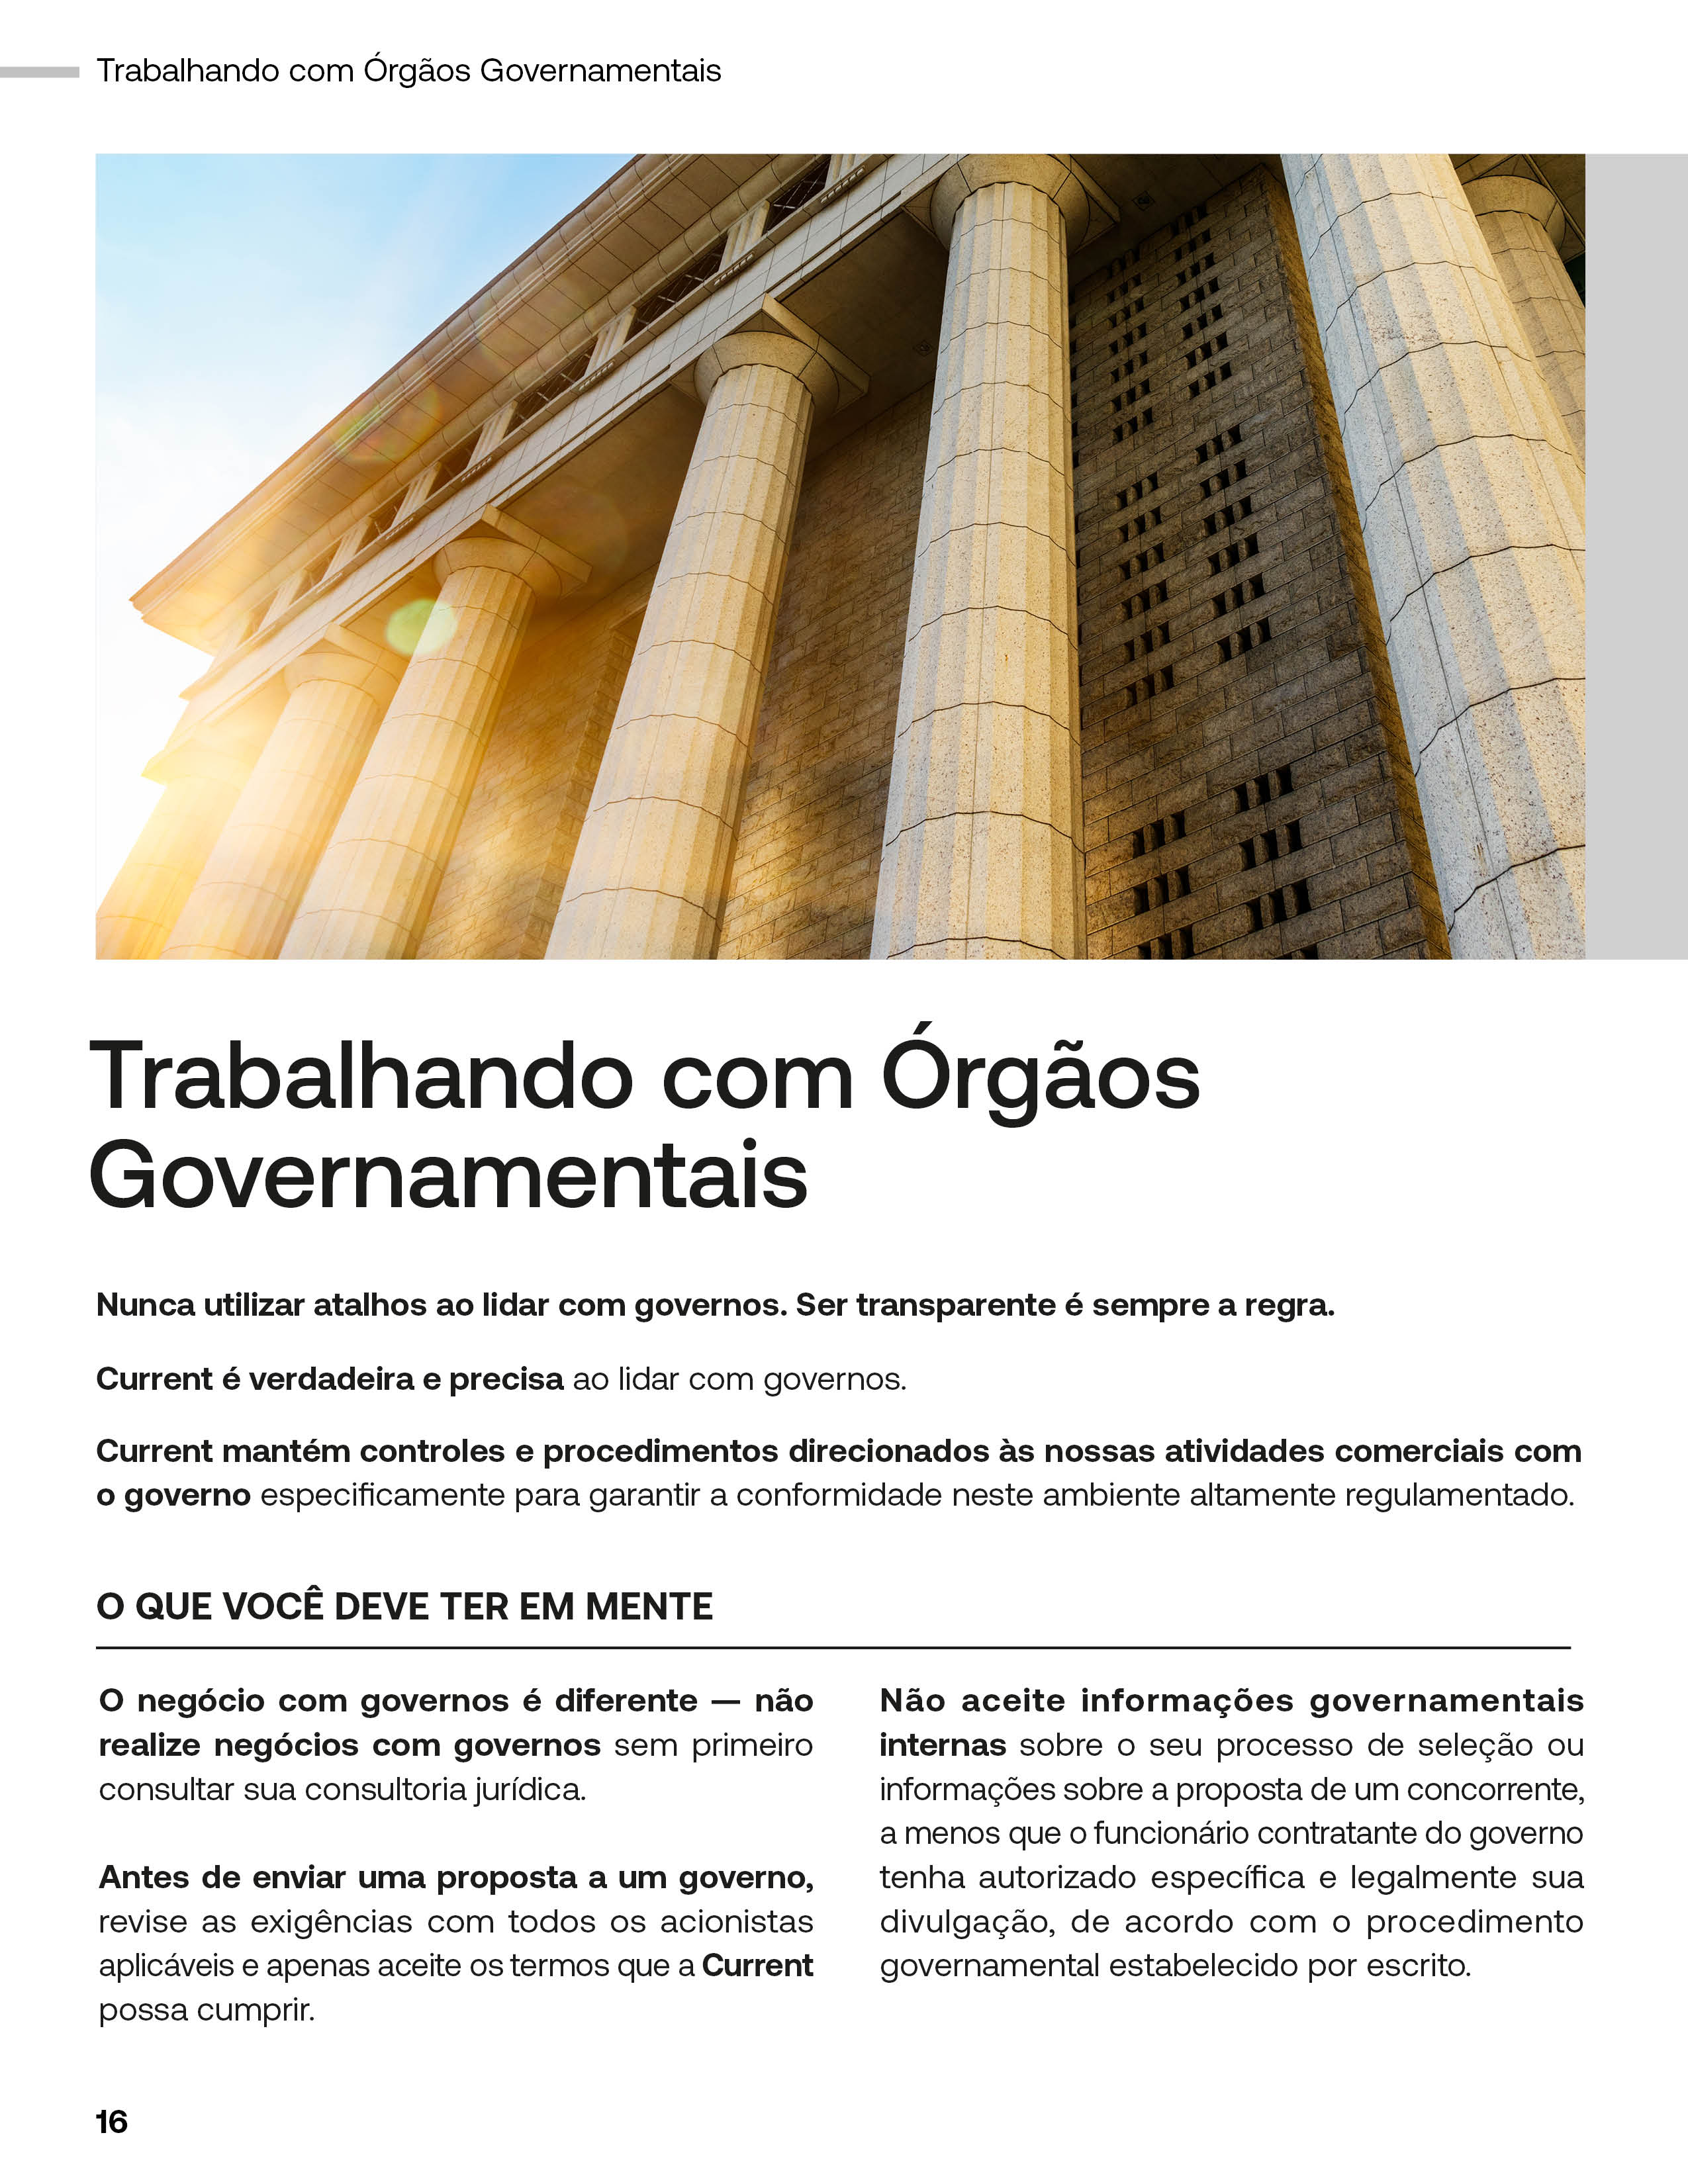 Trabalhando com Órgãos Governamentais
Trabalhando com Órgãos
Governamentais
Nunca utilizar atalhos ao lidar com governos. Ser transparente é sempre a regra.
Current é verdadeira e precisa ao lidar com governos.
Current mantém controles e procedimentos direcionados às nossas atividades comerciais com
o governo especificamente para garantir a conformidade neste ambiente altamente regulamentado.
O QUE VOCÊ DEVE TER EM MENTE
O negócio com governos é diferente — não
realize negócios com governos sem primeiro
consultar sua consultoria jurídica.
Antes de enviar uma proposta a um governo,
revise as exigências com todos os acionistas
aplicáveis e apenas aceite os termos que a Current
possa cumprir.
Não aceite informações governamentais
internas sobre o seu processo de seleção ou
informações sobre a proposta de um concorrente,
a menos que o funcionário contratante do governo
tenha autorizado específica e legalmente sua
divulgação, de acordo com o procedimento
governamental estabelecido por escrito.
16